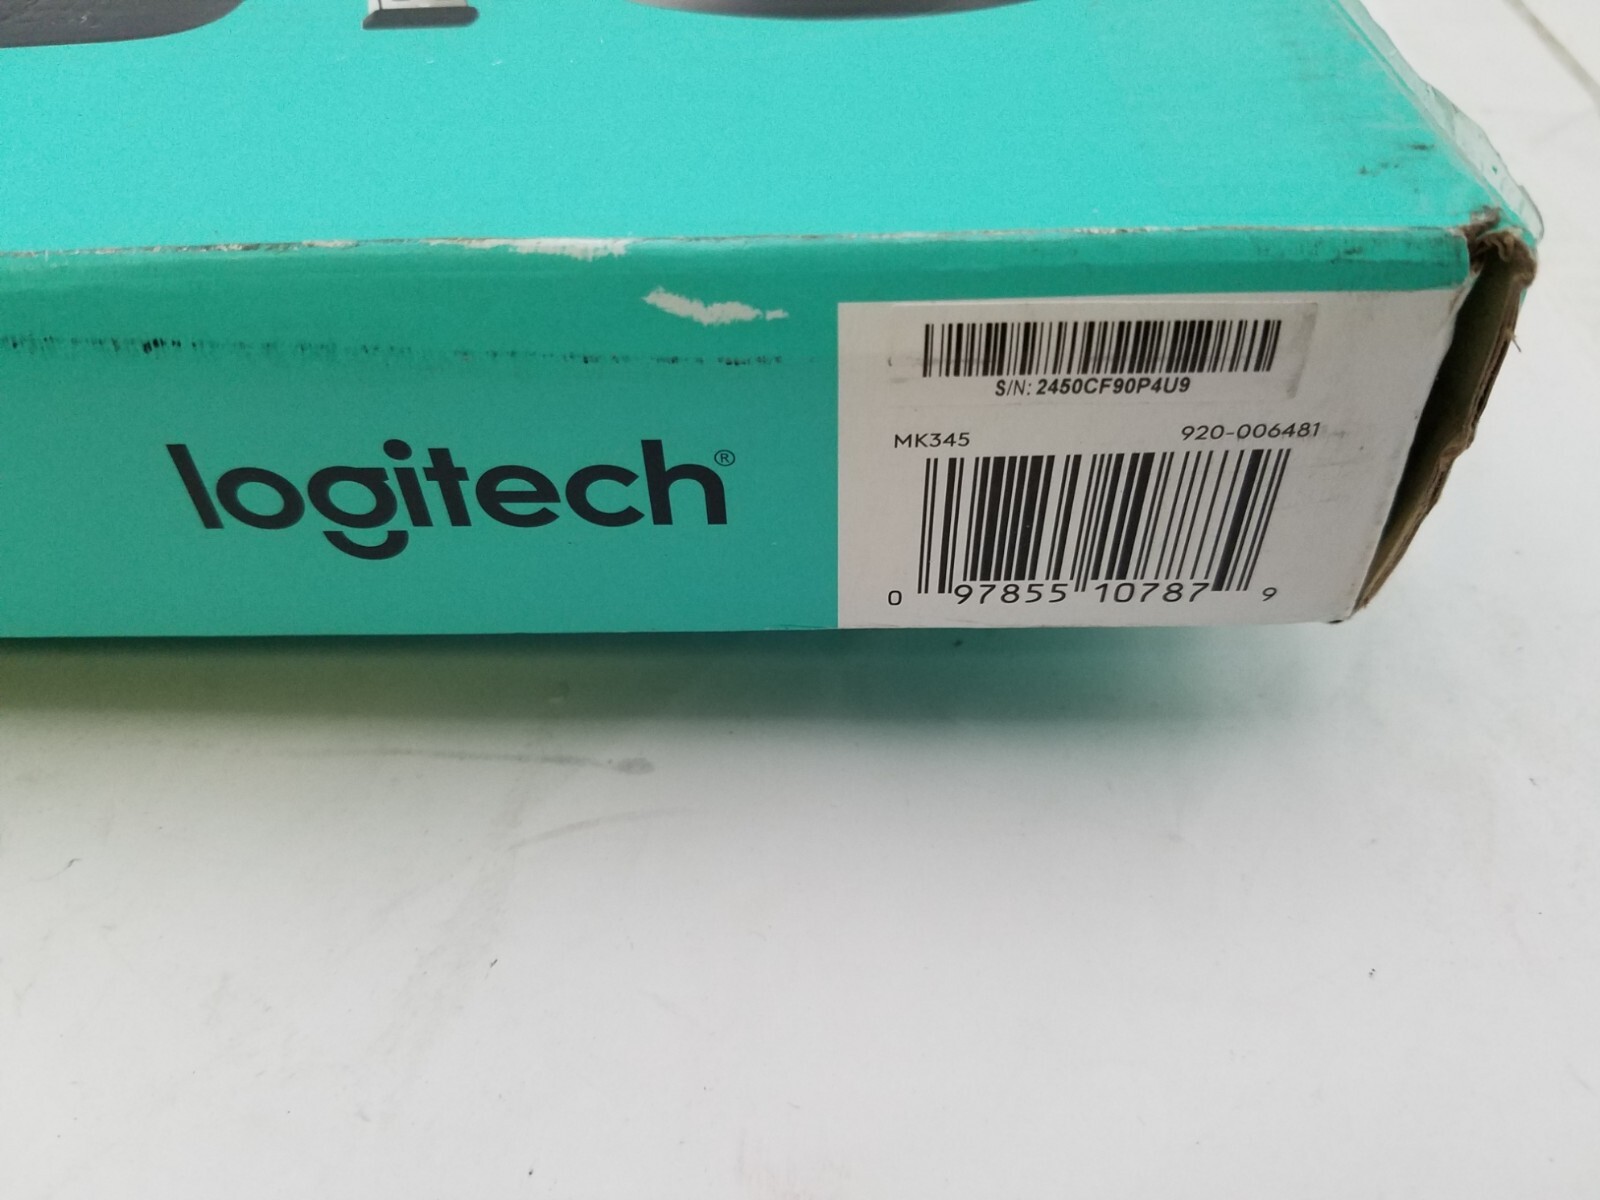 logitech®
S/N: 2450CF90P4U9
MK345 920-006481
0 97855 10787 9